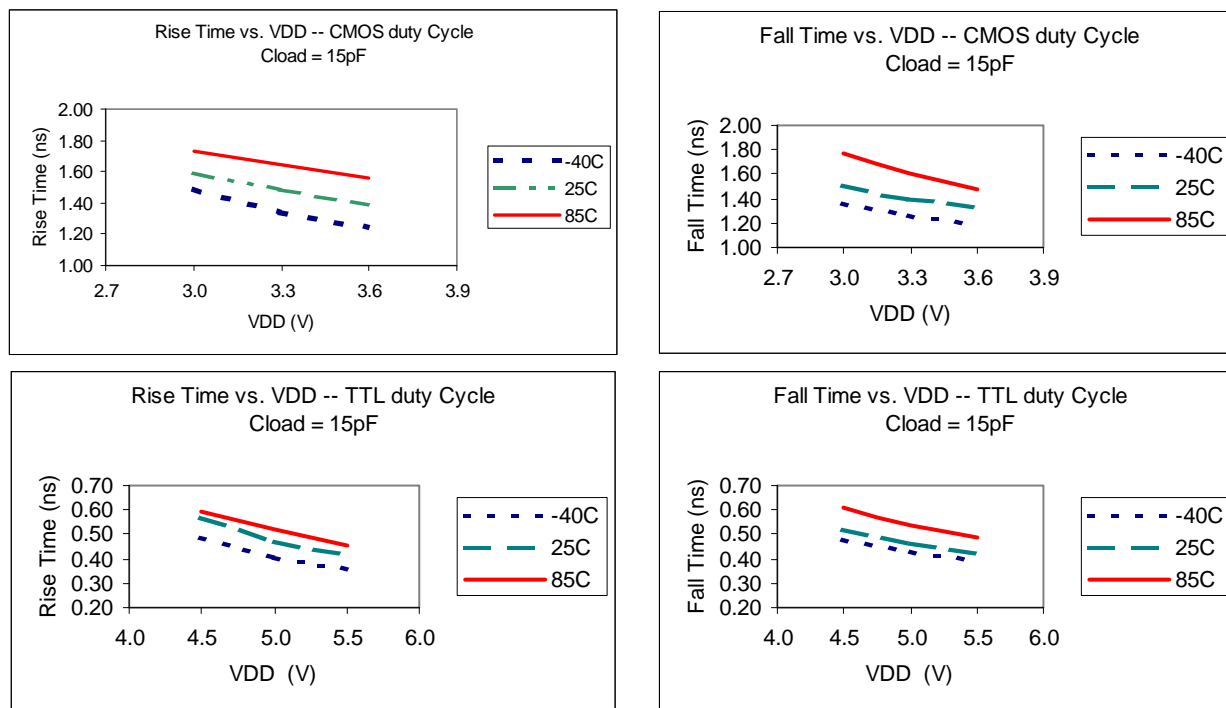 Rise Time vs. VDD -- CMOS duty Cycle
Cload = 15pF
Rise Time (ns)
2.00
1.80
1.60
1.40
1.20
1.00
2.7
3.0
3.3
3.6
3.9
VDD (V)
-40C
25C
85C
Fall Time vs. VDD -- CMOS duty Cycle
Cload = 15pF
Fall Time (ns)
2.00
1.80
1.60
1.40
1.20
1.00
2.7
3.0
3.3
3.6
3.9
VDD (V)
-40C
25C
85C
Rise Time vs. VDD -- TTL duty Cycle
Cload = 15pF
Rise Time (ns)
0.70
0.60
0.50
0.40
0.30
0.20
4.0
4.5
5.0
5.5
6.0
VDD (V)
-40C
25C
85C
Fall Time vs. VDD -- TTL duty Cycle
Cload = 15pF
Fall Time (ns)
0.70
0.60
0.50
0.40
0.30
0.20
4.0
4.5
5.0
5.5
6.0
VDD (V)
-40C
25C
85C